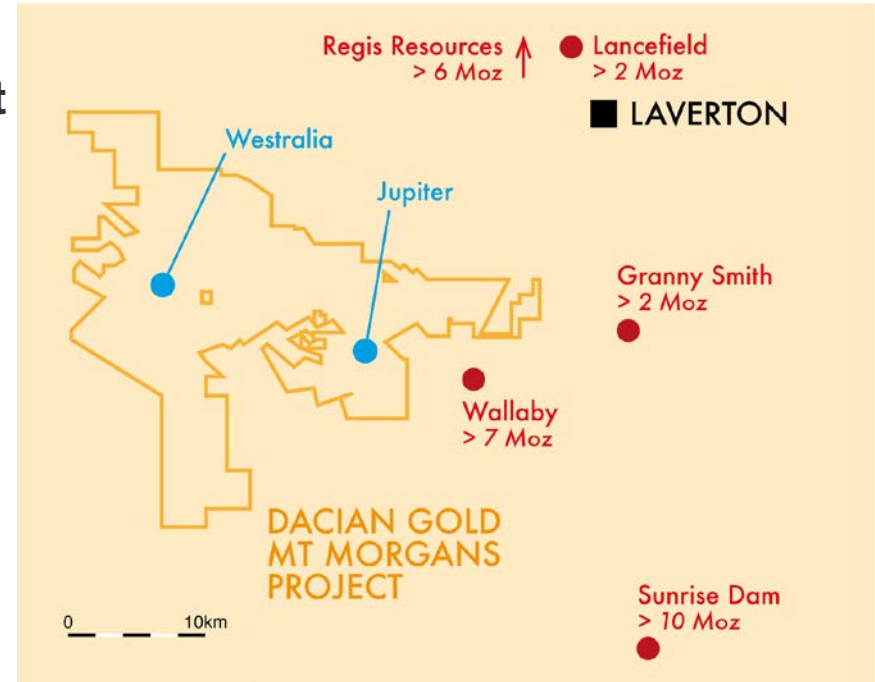 Regis Resources
> 6 Moz
Lancefield
> 2 Moz
t
LAVERTON
Westralia
Jupiter
Granny Smith
> 2 Moz
Wallaby
> 7 Moz
DACIAN GOLD
MT MORGANS
PROJECT
Sunrise Dam
> 10 Moz
0 10km